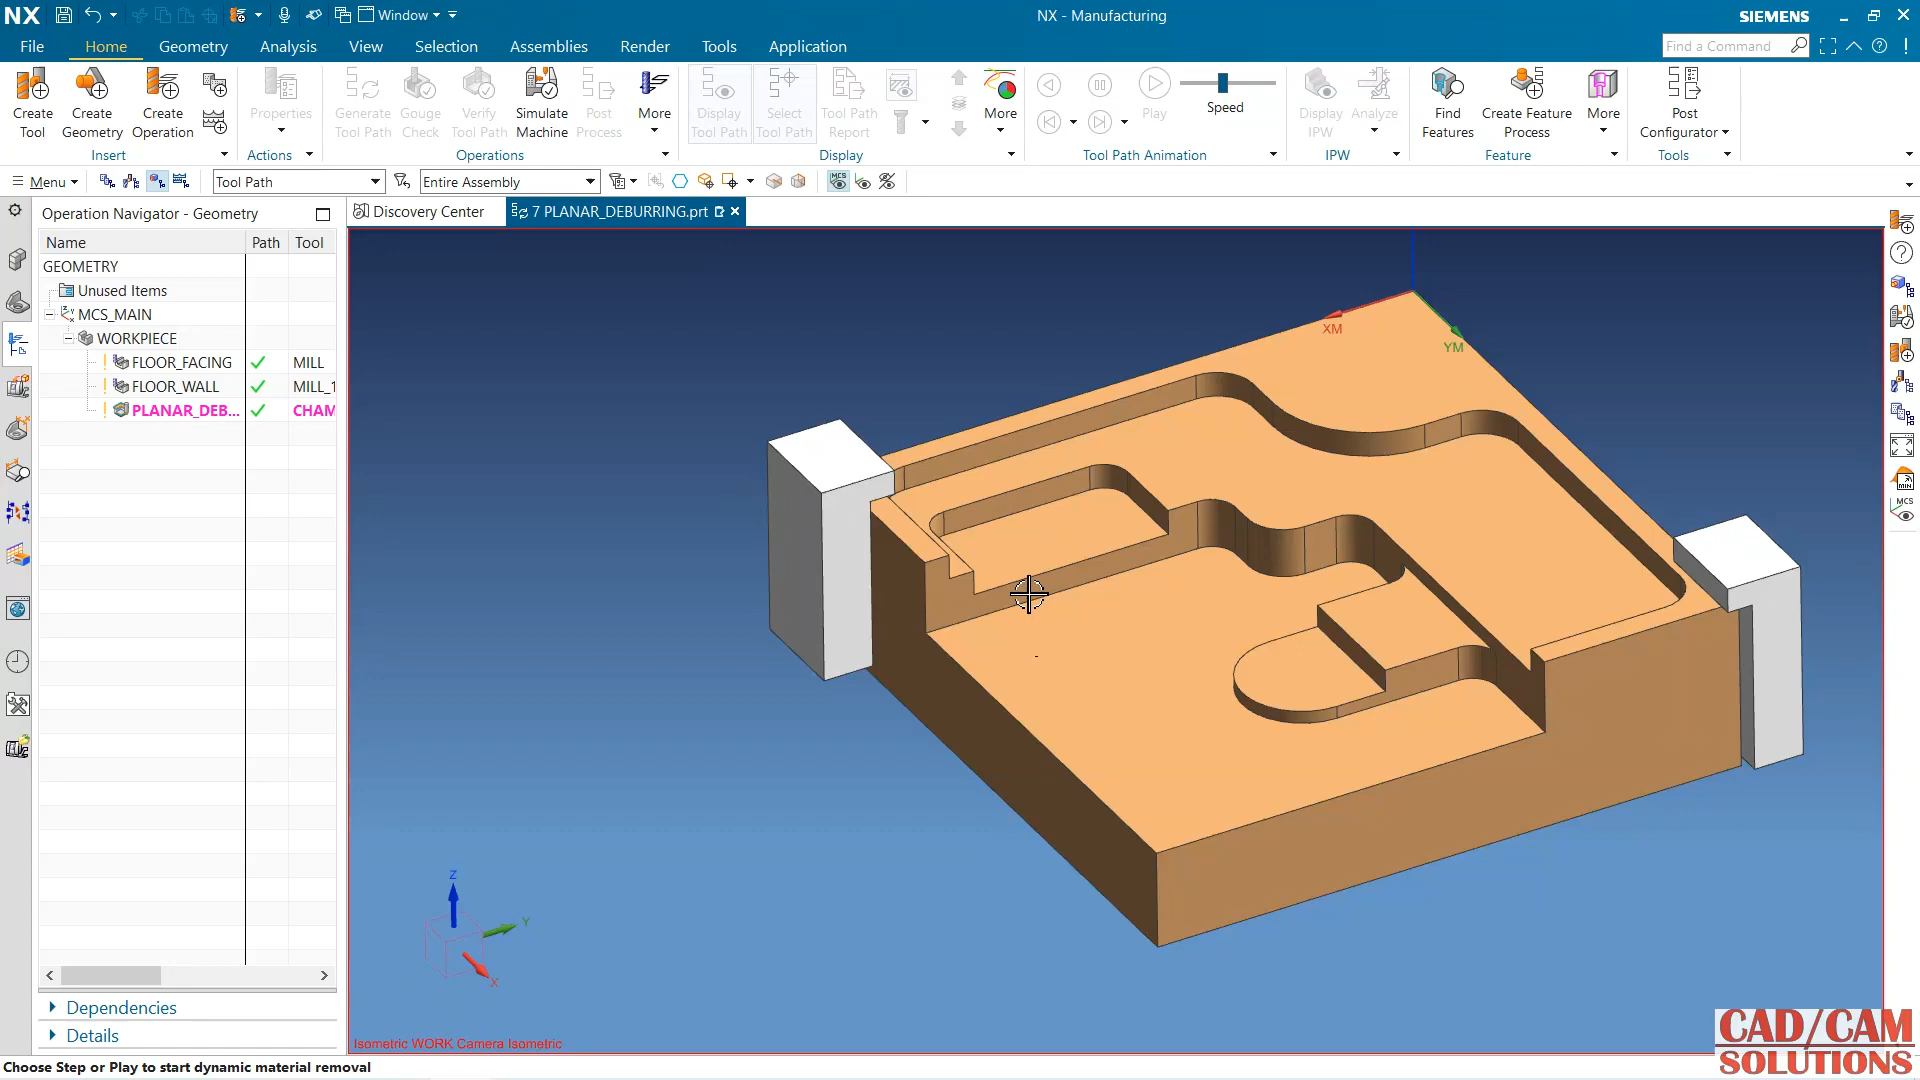 NX Window NX - Manufacturing SIEMENS
File Home Geometry Analysis View Selection Assemblies Render Tools Application Find a Command
Create Tool
Create Geometry
Create Operation
Insert
Properties
Actions
Generate Tool Path
Gouge Check
Verify Tool Path
Simulate Machine
Post Process
More
Operations
Display Tool Path
Select Tool Path
Tool Path Report
More
Display
Play
Speed
Tool Path Animation
Display IPW
Analyze
IPW
Find Features
Create Feature Process
More
Feature
Post Configurator
Tools
Menu Tool Path Entire Assembly MCS
Operation Navigator - Geometry
Discovery Center 7 PLANAR_DEBURRING.prt
Name Path Tool
GEOMETRY
Unused Items
MCS_MAIN
WORKPIECE
FLOOR_FACING MILL
FLOOR_WALL MILL_1
PLANAR_DEB... CHAM
XM
YM
Z
Y
X
MIN
MCS
Dependencies
Details
Isometric WORK Camera Isometric
Choose Step or Play to start dynamic material removal
CAD/CAM
SOLUTIONS